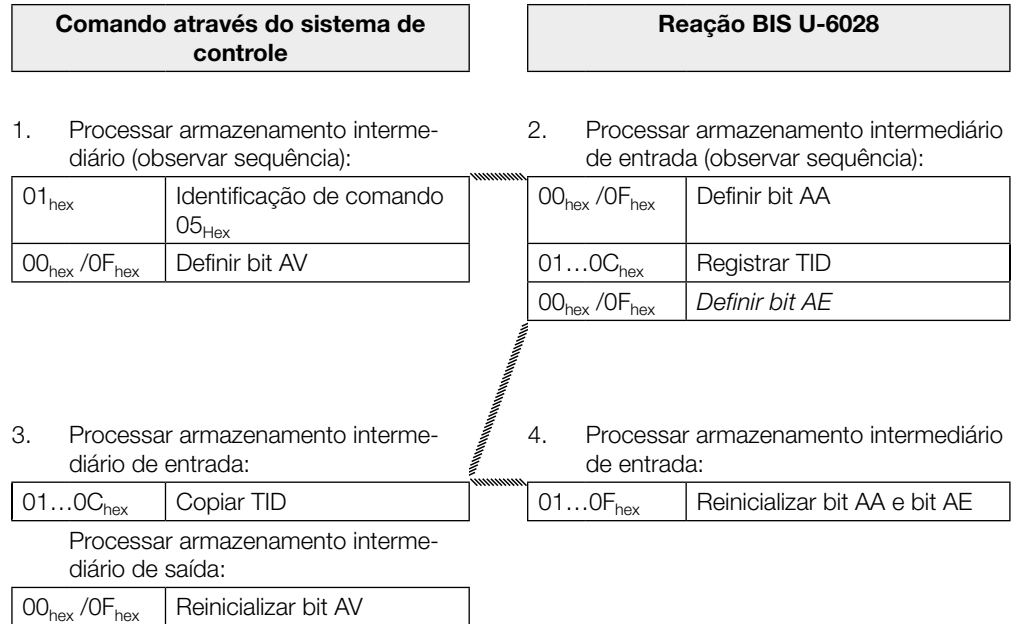 Comando através do sistema de
controle
Reação BIS U-6028
1. Processar armazenamento interme-
diário (observar sequência):
01hex Identificação de comando
05Hex
00hex /0Fhex Definir bit AV
2. Processar armazenamento intermediário
de entrada (observar sequência):
00hex /0Fhex Definir bit AA
01…0Chex Registrar TID
00hex /0Fhex Definir bit AE
3. Processar armazenamento interme-
diário de entrada:
01…0Chex Copiar TID
Processar armazenamento interme-
diário de saída:
00hex /0Fhex Reinicializar bit AV
4. Processar armazenamento intermediário
de entrada:
01…0Fhex Reinicializar bit AA e bit AE